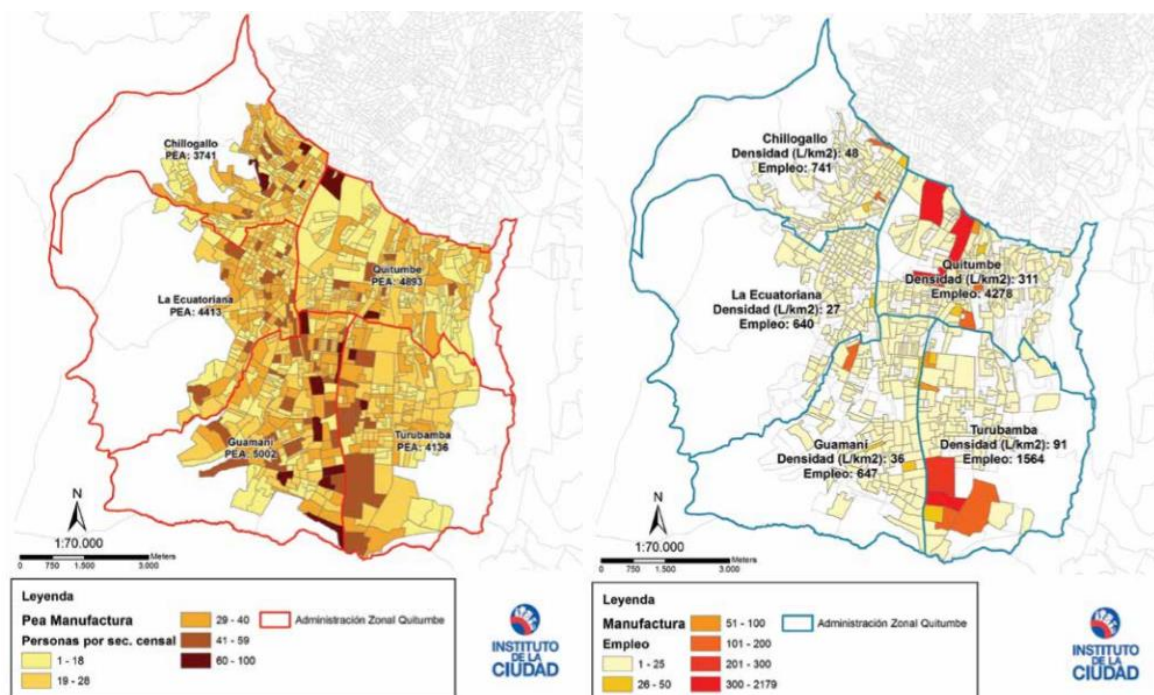 Chillogallo
PEA: 3741
Quitumbe
PEA: 4893
La Ecuatoriana
PEA: 4413
Guamaní
PEA: 5002
Turubamba
PEA: 4136
N
1:70.000
Meters
0 750 1.500 3.000
Leyenda
Pea Manufactura
Personas por sec. censal
1 - 18
19 - 28
29 - 40
41 - 59
60 - 100
Administración Zonal Quitumbe
INSTITUTO
DE LA
CIUDAD
Chillogallo
Densidad (L/km2): 48
Empleo: 741
Quitumbe
Densidad (L/km2): 311
Empleo: 4278
La Ecuatoriana
Densidad (L/km2): 27
Empleo: 640
Guamaní
Densidad (L/km2): 36
Empleo: 647
Turubamba
Densidad (L/km2): 91
Empleo: 1564
N
1:70.000
Meters
0 750 1.500 3.000
Leyenda
Manufactura
Empleo
1 - 25
26 - 50
51 - 100
101 - 200
201 - 300
300 - 2179
Administración Zonal Quitumbe
INSTITUTO
DE LA
CIUDAD